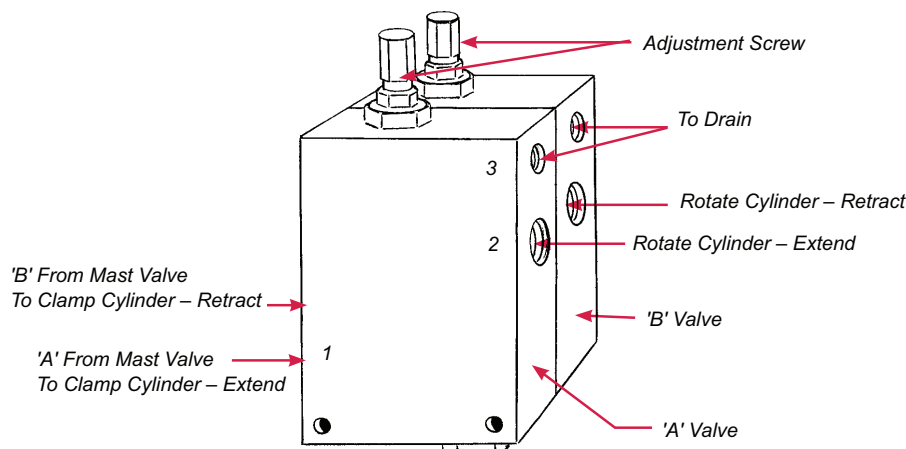 Adjustment Screw
To Drain
3
Rotate Cylinder – Retract
2
Rotate Cylinder – Extend
'B' From Mast Valve
To Clamp Cylinder – Retract
'B' Valve
1
'A' From Mast Valve
To Clamp Cylinder – Extend
'A' Valve